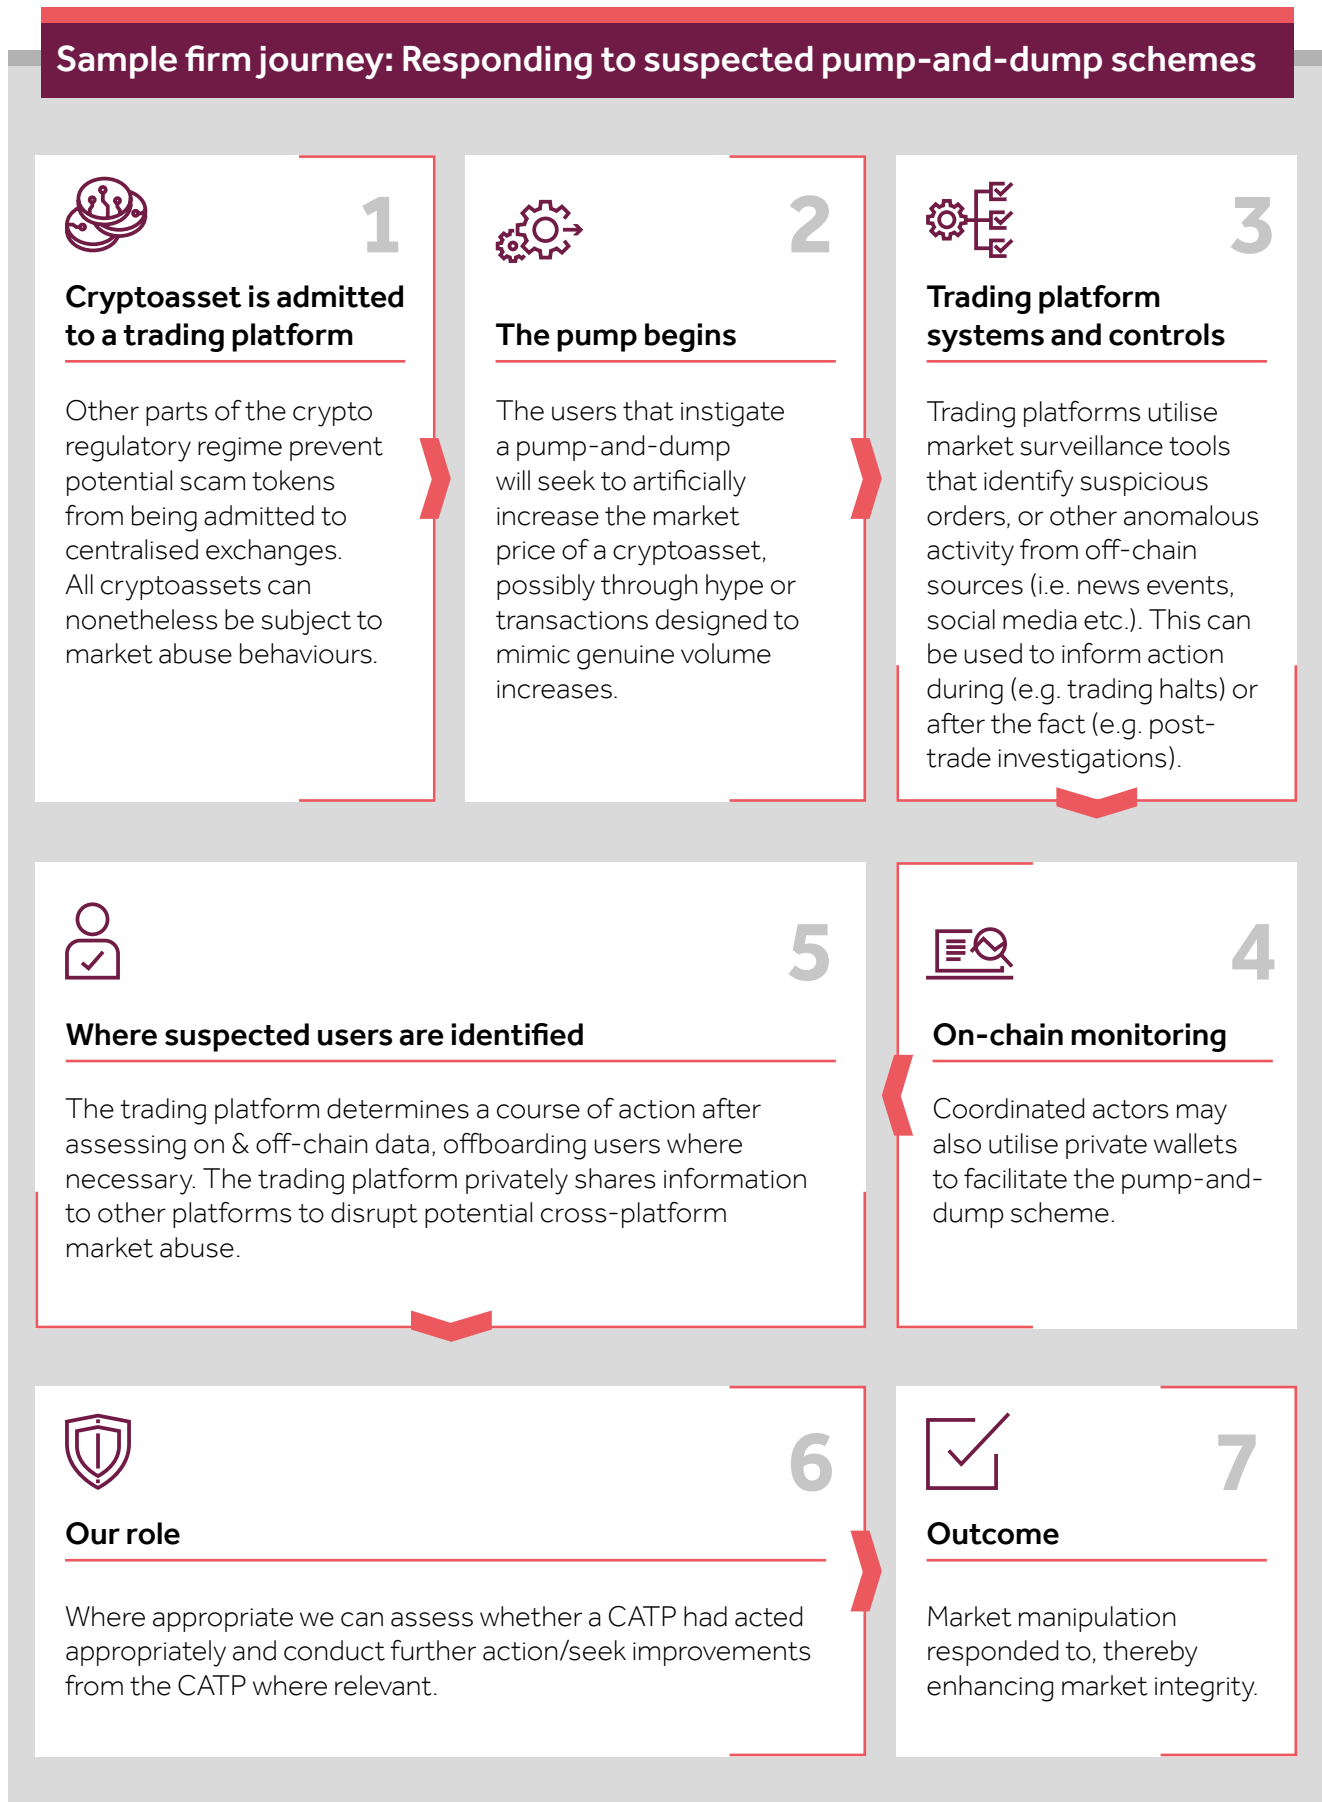 Sample firm journey: Responding to suspected pump-and-dump schemes
1
Cryptoasset is admitted
to a trading platform
Other parts of the crypto
regulatory regime prevent
potential scam tokens
from being admitted to
centralised exchanges.
All cryptoassets can
nonetheless be subject to
market abuse behaviours.
2
The pump begins
The users that instigate
a pump-and-dump
will seek to artificially
increase the market
price of a cryptoasset,
possibly through hype or
transactions designed to
mimic genuine volume
increases.
3
Trading platform
systems and controls
Trading platforms utilise
market surveillance tools
that identify suspicious
orders, or other anomalous
activity from off-chain
sources (i.e. news events,
social media etc.). This can
be used to inform action
during (e.g. trading halts) or
after the fact (e.g. post-
trade investigations).
4
On-chain monitoring
Coordinated actors may
also utilise private wallets
to facilitate the pump-and-
dump scheme.
5
Where suspected users are identified
The trading platform determines a course of action after
assessing on & off-chain data, offboarding users where
necessary. The trading platform privately shares information
to other platforms to disrupt potential cross-platform
market abuse.
6
Our role
Where appropriate we can assess whether a CATP had acted
appropriately and conduct further action/seek improvements
from the CATP where relevant.
7
Outcome
Market manipulation
responded to, thereby
enhancing market integrity.